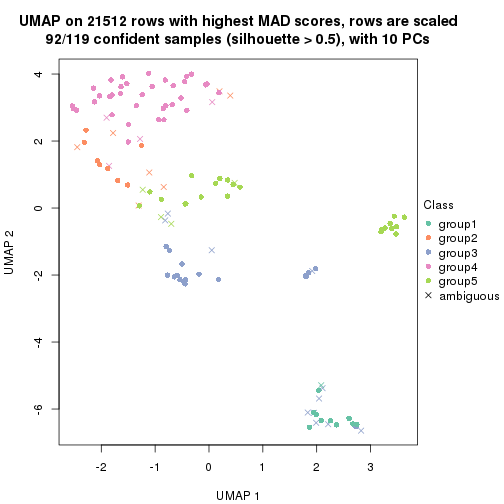 UMAP on 21512 rows with highest MAD scores, rows are scaled
92/119 confident samples (silhouette > 0.5), with 10 PCs
4
2
0
-2
-4
-6
UMAP 2
-2
-1
0
1
2
3
UMAP 1
Class
group1
group2
group3
group4
group5
ambiguous